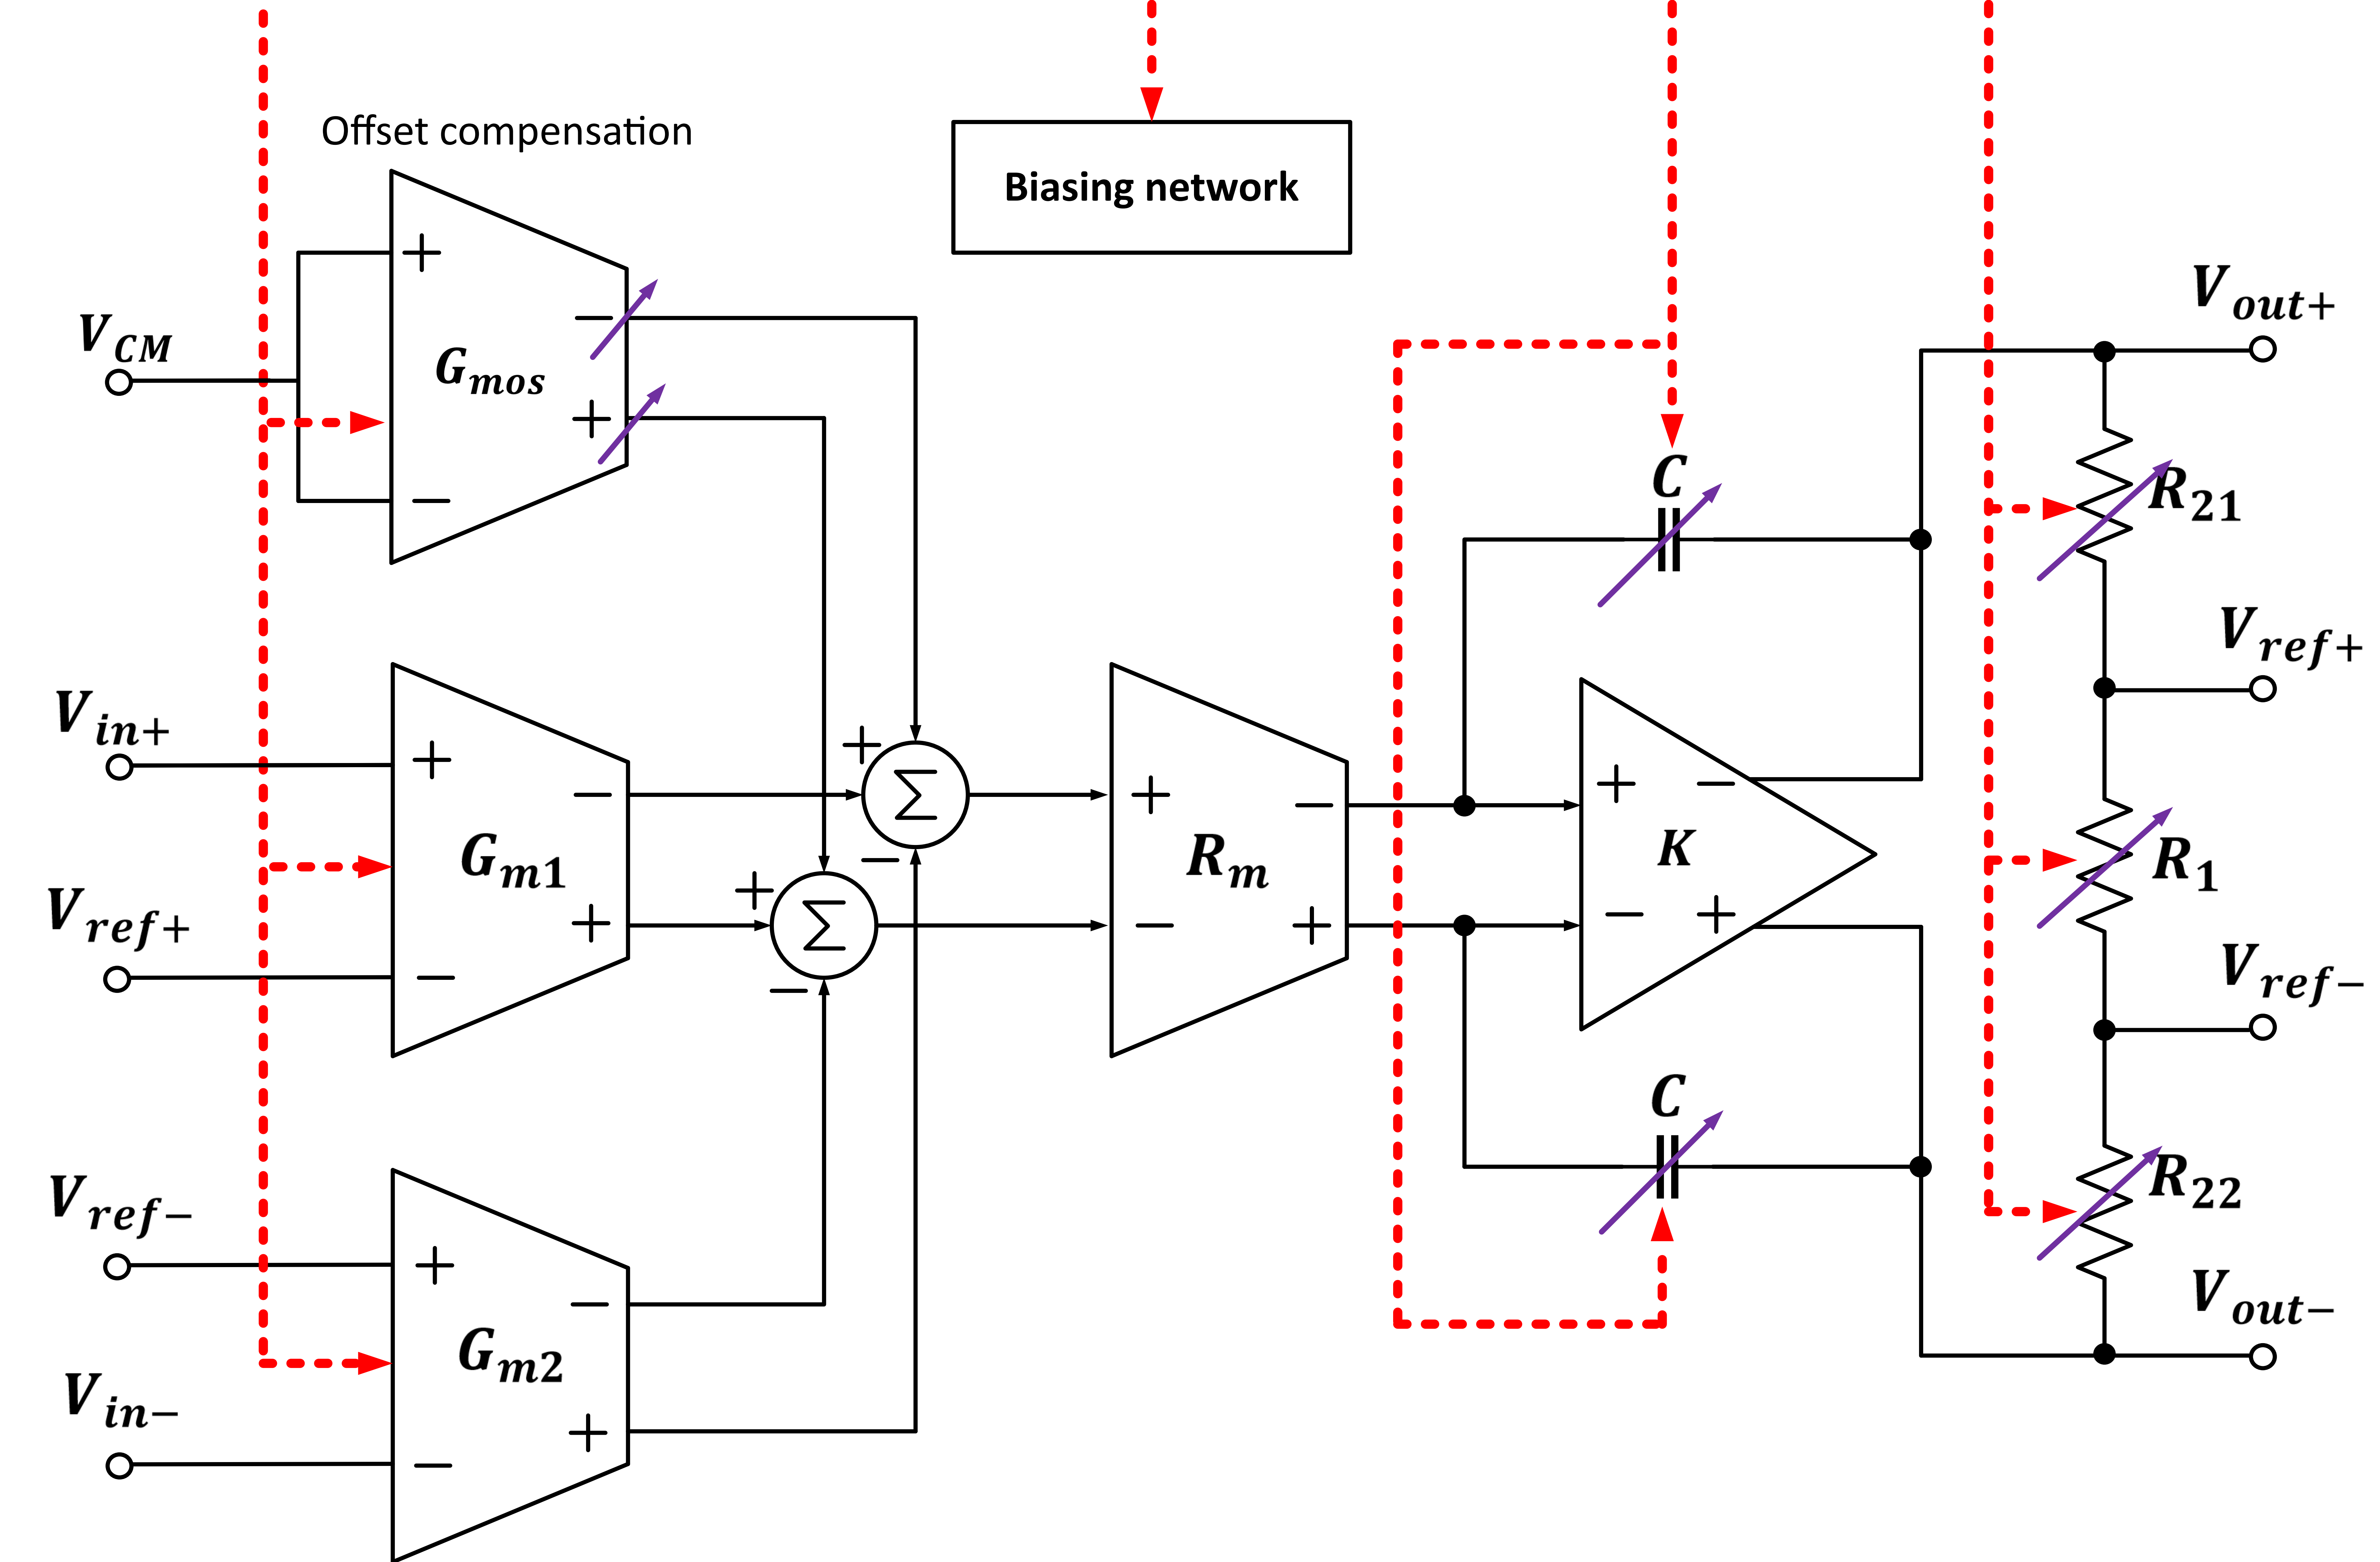 Offset compensation
Biasing network
V_CM
+
−
G_mos
−
+
V_out+
C
R_21
V_ref+
V_in+
+
−
G_m1
−
+
V_ref+
+
Σ
−
+
Σ
−
+
−
R_m
−
+
+
−
K
−
+
R_1
V_ref−
C
R_22
V_ref−
+
−
G_m2
−
+
V_in−
V_out−